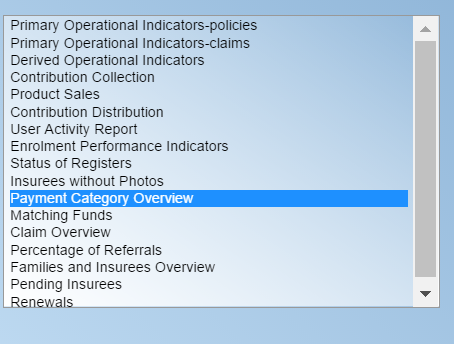 Primary Operational Indicators-policies
Primary Operational Indicators-claims
Derived Operational Indicators
Contribution Collection
Product Sales
Contribution Distribution
User Activity Report
Enrolment Performance Indicators
Status of Registers
Insurees without Photos
Payment Category Overview
Matching Funds
Claim Overview
Percentage of Referrals
Families and Insurees Overview
Pending Insurees
Renewals